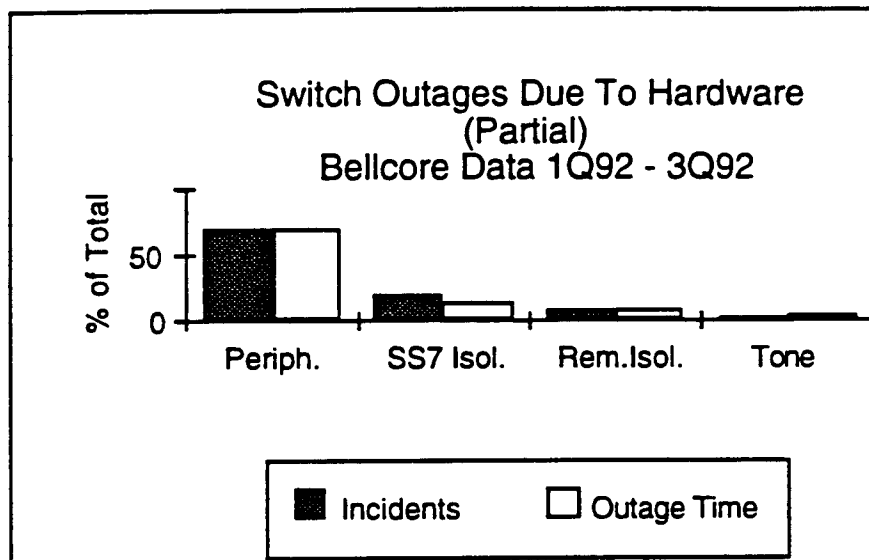 Switch Outages Due To Hardware
(Partial)
Bellcore Data 1Q92 - 3Q92
% of Total
50
0
Periph. SS7 Isol. Rem.Isol. Tone
Incidents Outage Time